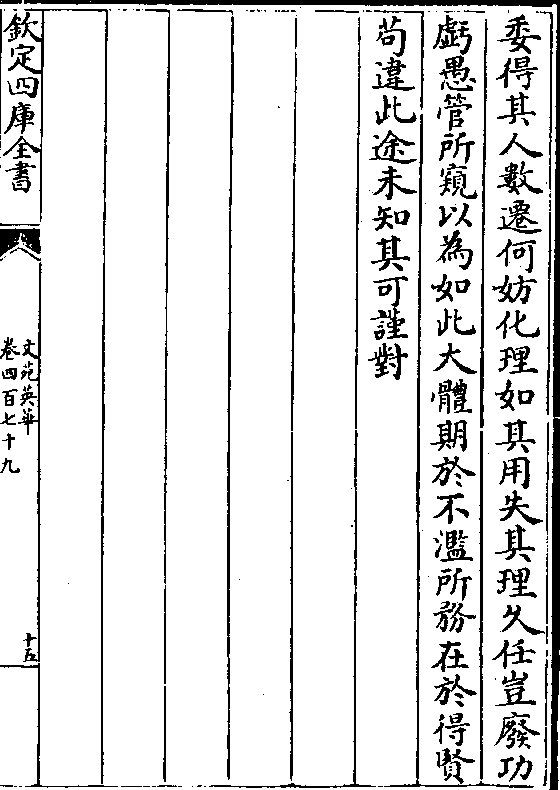 委得其人數遷何妨化理如其用失其理久任豈廢功
虧愚管所窺以為如此大體期於不濫所務在於得賢
茍違此途未知其可謹對
欽定四庫全書
文苑英華
卷四百七十九
十五